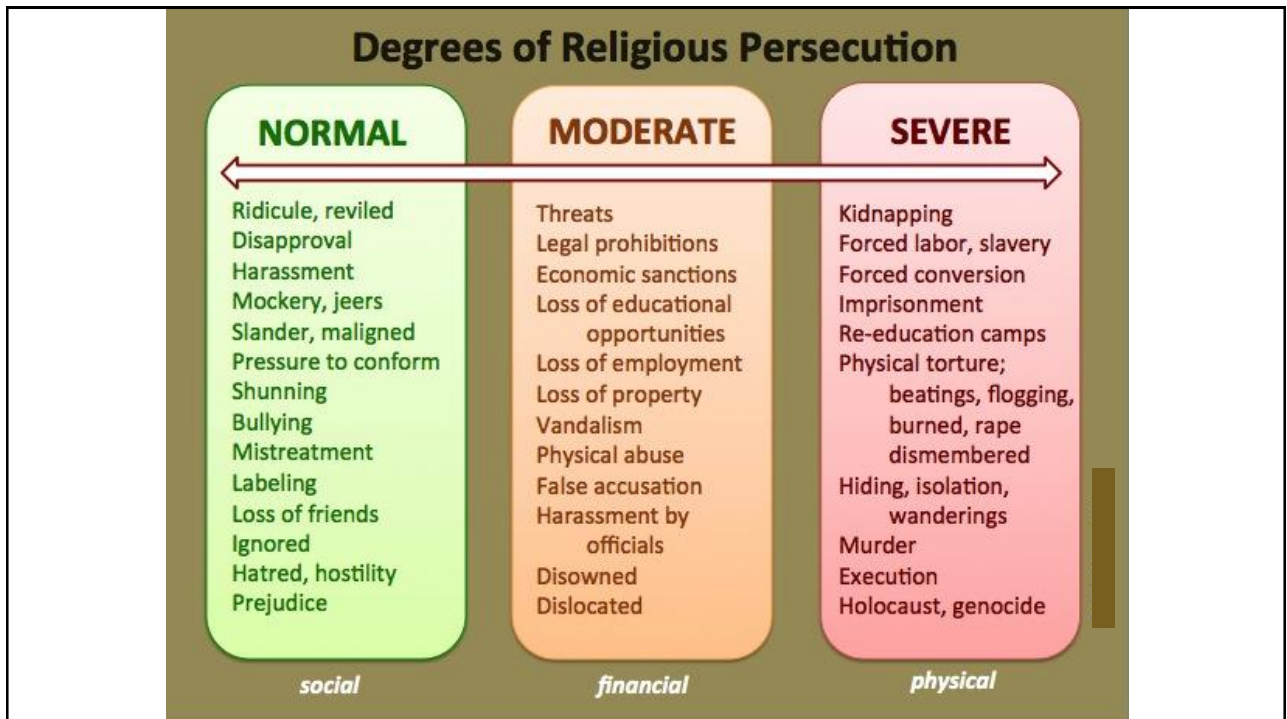 Degrees of Religious Persecution
NORMAL
Ridicule, reviled
Disapproval
Harassment
Mockery, jeers
Slander, maligned
Pressure to conform
Shunning
Bullying
Mistreatment
Labeling
Loss of friends
Ignored
Hatred, hostility
Prejudice
social
MODERATE
Threats
Legal prohibitions
Economic sanctions
Loss of educational
opportunities
Loss of employment
Loss of property
Vandalism
Physical abuse
False accusation
Harassment by
officials
Disowned
Dislocated
financial
SEVERE
Kidnapping
Forced labor, slavery
Forced conversion
Imprisonment
Re-education camps
Physical torture;
beatings, flogging,
burned, rape
dismembered
Hiding, isolation,
wanderings
Murder
Execution
Holocaust, genocide
physical